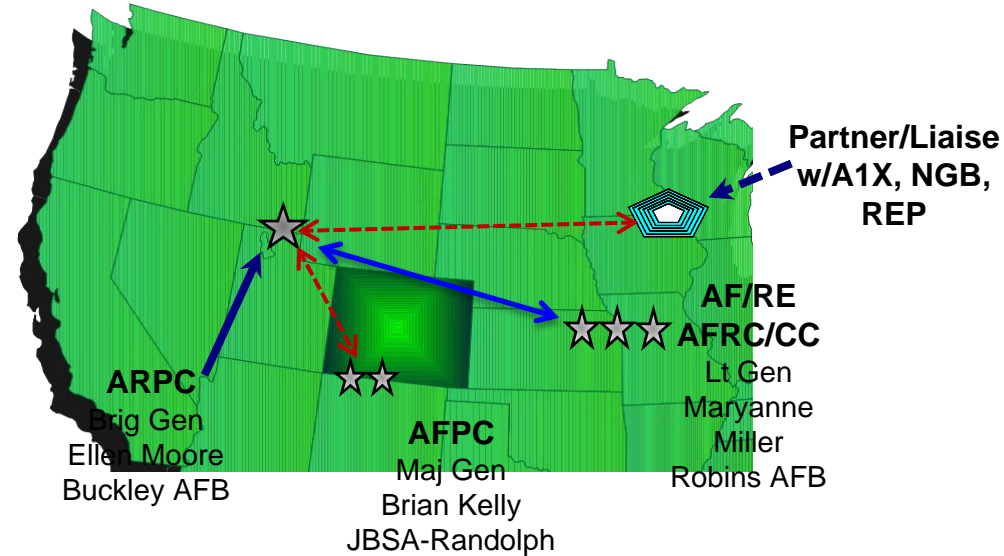 Partner/Liaise
w/A1X, NGB,
REP
AF/RE
AFRC/CC
Lt Gen
Maryanne
Miller
Robins AFB
ARPC
Brig Gen
Ellen Moore
Buckley AFB
AFPC
Maj Gen
Brian Kelly
JBSA-Randolph